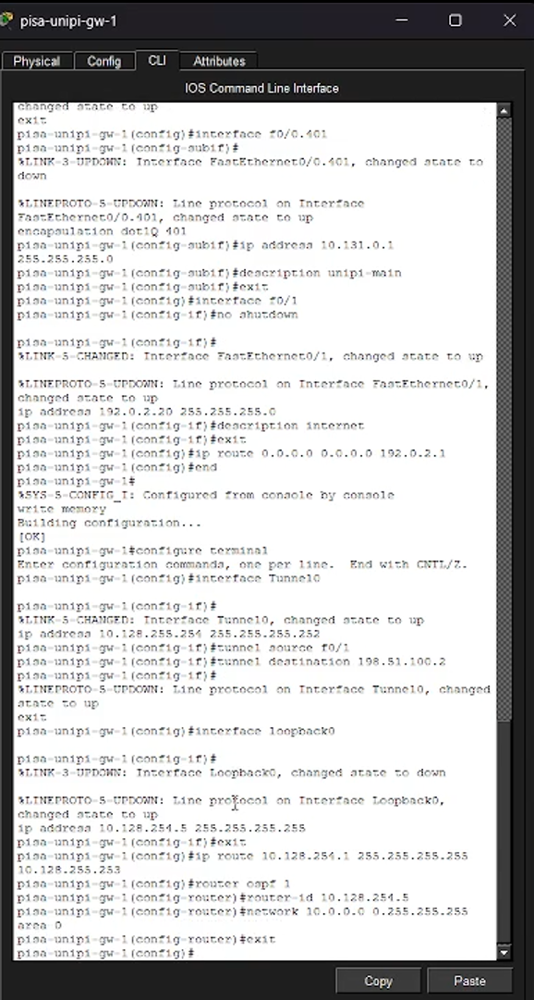 pisa-unipi-gw-1
Physical
Config
CLI
Attributes
IOS Command Line Interface
changed state to up
exit
pisa-unipi-gw-1(config)#interface f0/0.401
pisa-unipi-gw-1(config-subif)#
%LINK-3-UPDOWN: Interface FastEthernet0/0.401, changed state to
down
%LINEPROTO-5-UPDOWN: Line protocol on Interface
FastEthernet0/0.401, changed state to up
encapsulation dot1Q 401
pisa-unipi-gw-1(config-subif)#ip address 10.131.0.1
255.255.255.0
pisa-unipi-gw-1(config-subif)#description unipi-main
pisa-unipi-gw-1(config-subif)#exit
pisa-unipi-gw-1(config)#interface f0/1
pisa-unipi-gw-1(config-if)#no shutdown
pisa-unipi-gw-1(config-if)#
%LINK-5-CHANGED: Interface FastEthernet0/1, changed state to up
%LINEPROTO-5-UPDOWN: Line protocol on Interface FastEthernet0/1,
changed state to up
ip address 192.0.2.20 255.255.255.0
pisa-unipi-gw-1(config-if)#description internet
pisa-unipi-gw-1(config-if)#exit
pisa-unipi-gw-1(config)#ip route 0.0.0.0 0.0.0.0 192.0.2.1
pisa-unipi-gw-1(config)#end
pisa-unipi-gw-1#
%SYS-5-CONFIG_I: Configured from console by console
write memory
Building configuration...
[OK]
pisa-unipi-gw-1#configure terminal
Enter configuration commands, one per line.  End with CNTL/Z.
pisa-unipi-gw-1(config)#interface Tunnel0
pisa-unipi-gw-1(config-if)#
%LINK-5-CHANGED: Interface Tunnel0, changed state to up
ip address 10.128.255.254 255.255.255.252
pisa-unipi-gw-1(config-if)#tunnel source f0/1
pisa-unipi-gw-1(config-if)#tunnel destination 198.51.100.2
pisa-unipi-gw-1(config-if)#
%LINEPROTO-5-UPDOWN: Line protocol on Interface Tunnel0, changed
state to up
exit
pisa-unipi-gw-1(config)#interface loopback0
pisa-unipi-gw-1(config-if)#
%LINK-3-UPDOWN: Interface Loopback0, changed state to down
%LINEPROTO-5-UPDOWN: Line protocol on Interface Loopback0,
changed state to up
ip address 10.128.254.5 255.255.255.255
pisa-unipi-gw-1(config-if)#exit
pisa-unipi-gw-1(config)#ip route 10.128.254.1 255.255.255.255
10.128.255.253
pisa-unipi-gw-1(config)#router ospf 1
pisa-unipi-gw-1(config-router)#router-id 10.128.254.5
pisa-unipi-gw-1(config-router)#network 10.0.0.0 0.255.255.255
area 0
pisa-unipi-gw-1(config-router)#exit
pisa-unipi-gw-1(config)#
Copy
Paste